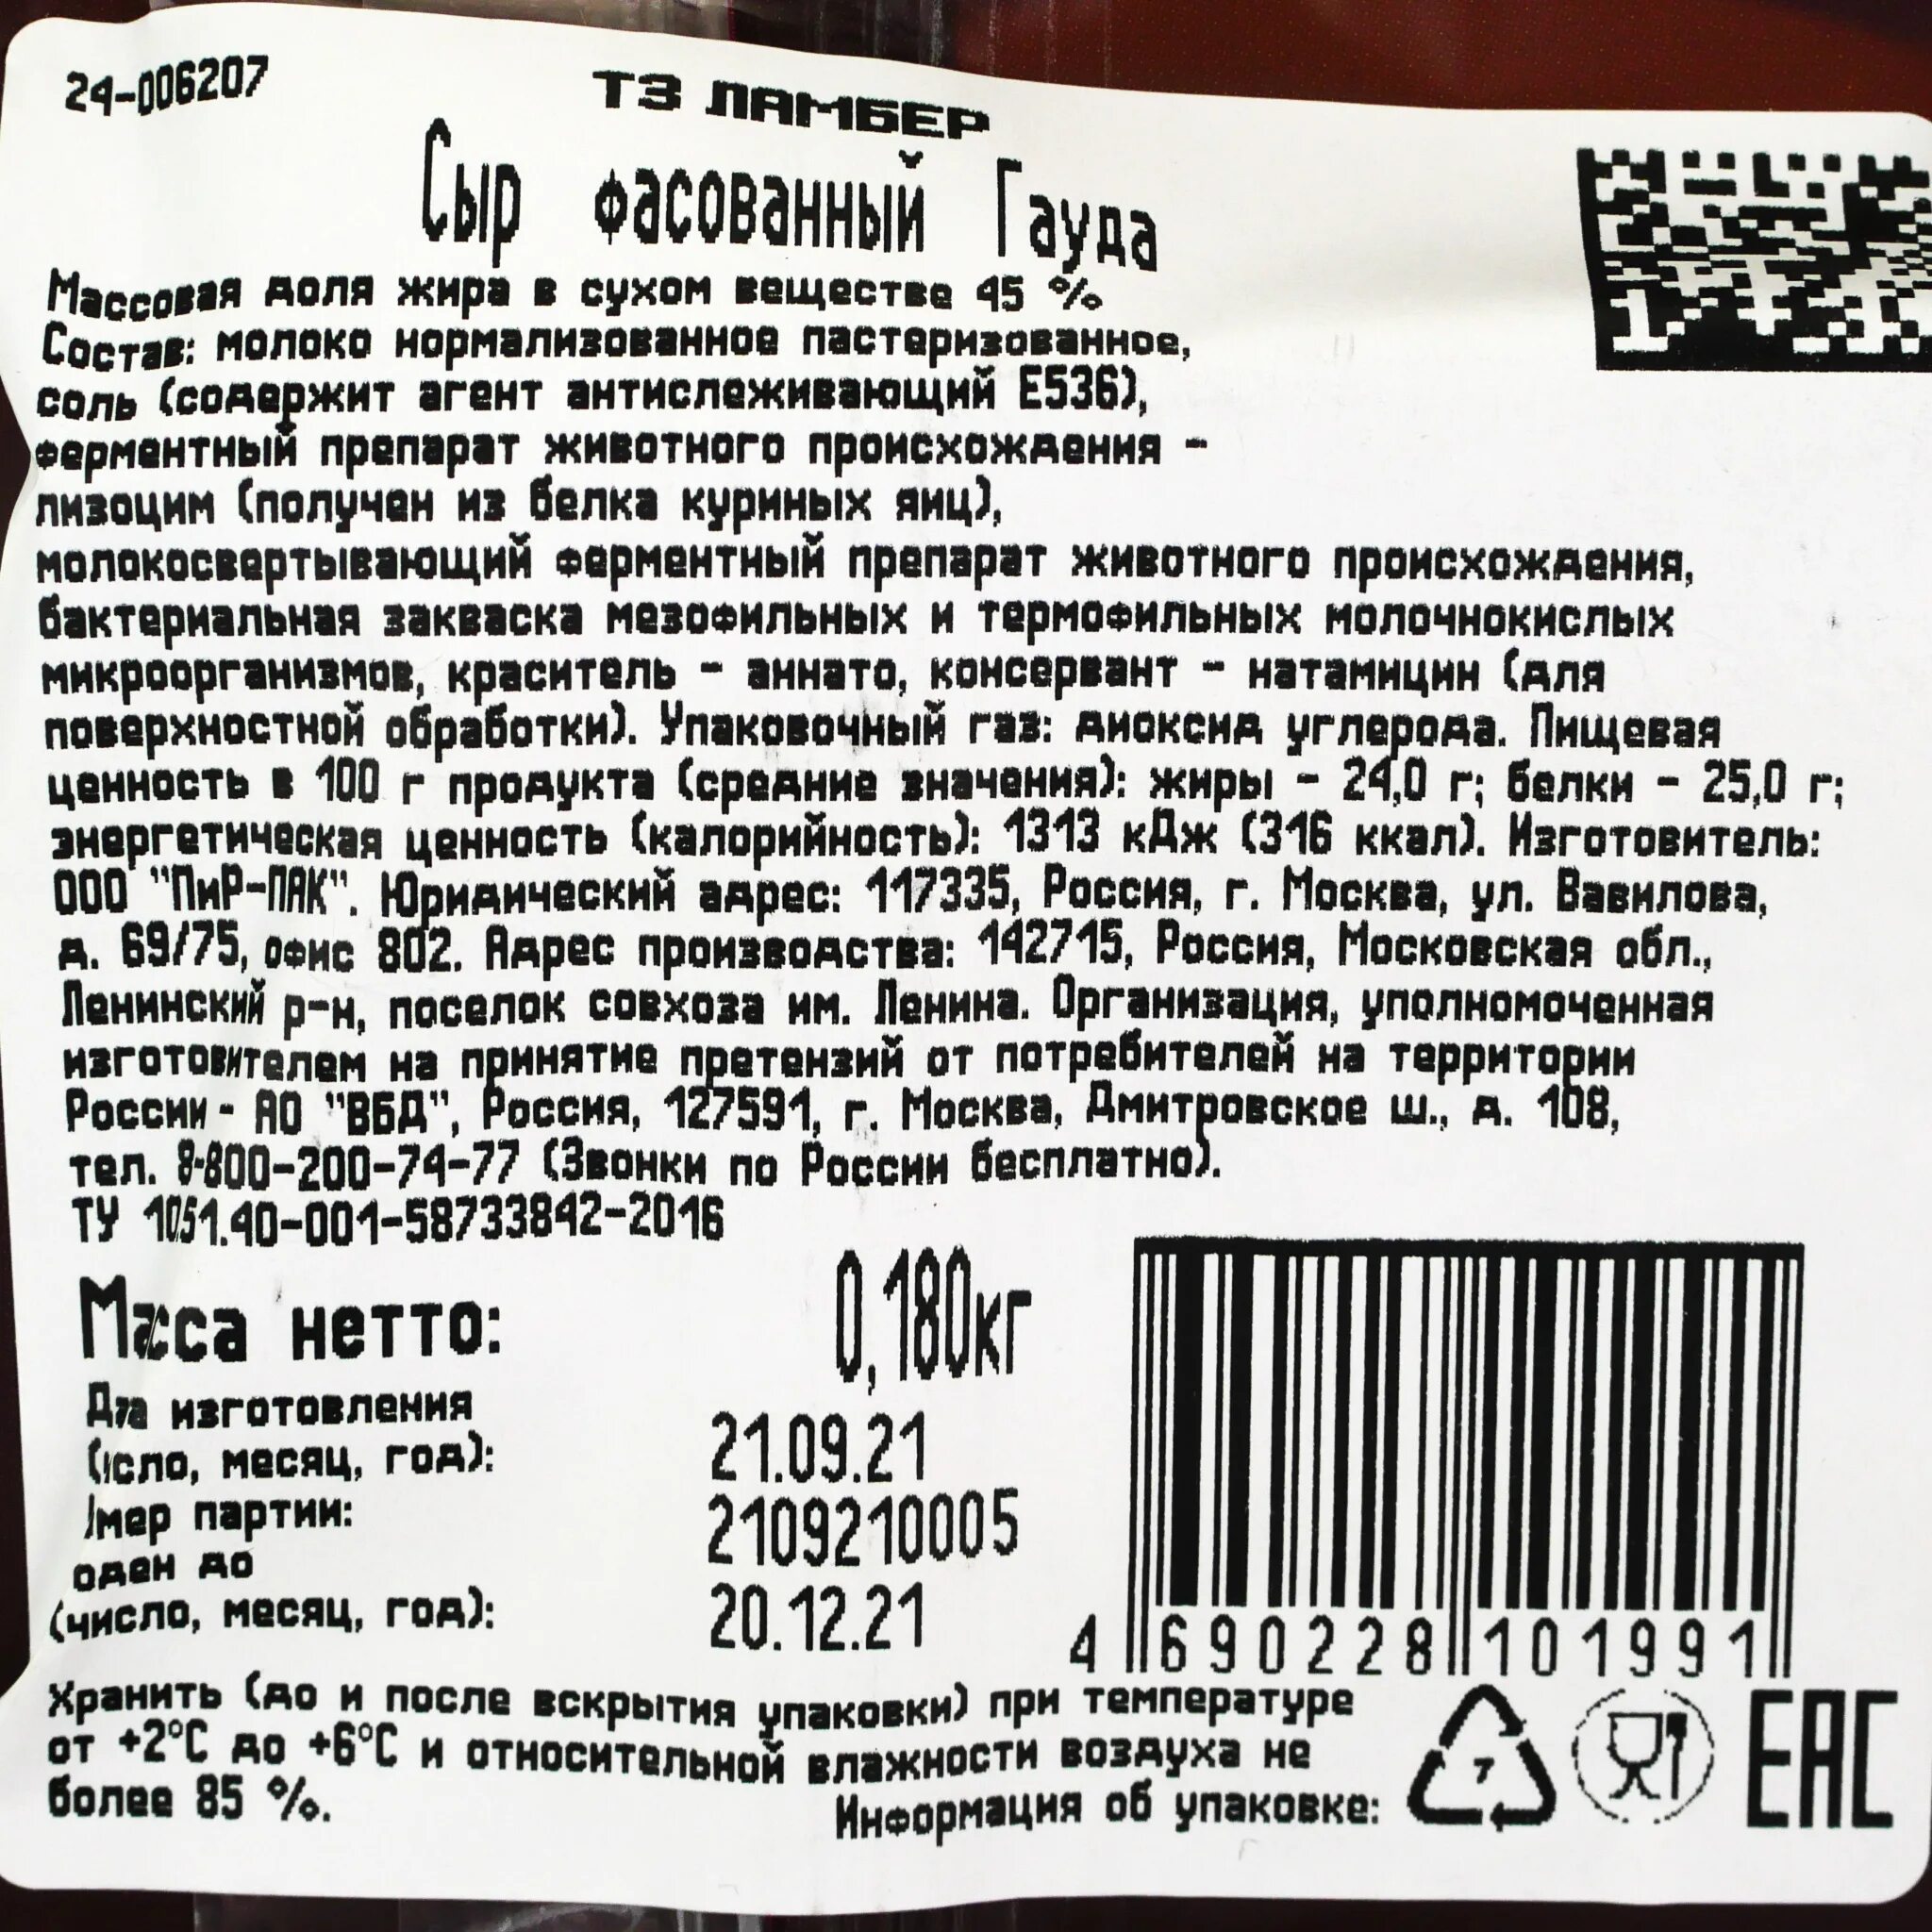 24-006207
ТЗ ЛАМБЕР
Сыр фасованный Гауда
Массовая доля жира в сухом веществе 45 %
Состав: молоко нормализованное пастеризованное,
соль (содержит агент антислеживающий Е536),
ферментный препарат животного происхождения -
лизоцим (получен из белка куриных яиц),
молокосвертывающий ферментный препарат животного происхождения,
бактериальная закваска мезофильных и термофильных молочнокислых
микроорганизмов, краситель - аннато, консервант - натамицин (для
поверхностной обработки). Упаковочный газ: диоксид углерода. Пищевая
ценность в 100 г продукта (средние значения): жиры - 24,0 г; белки - 25,0 г;
энергетическая ценность (калорийность): 1313 кДж (316 ккал). Изготовитель:
ООО "ПиР-ПАК". Юридический адрес: 117335, Россия, г. Москва, ул. Вавилова,
д. 69/75, офис 802. Адрес производства: 142715, Россия, Московская обл.,
Ленинский р-н, поселок совхоза им. Ленина. Организация, уполномоченная
изготовителем на принятие претензий от потребителей на территории
России - АО "ВБД", Россия, 127591, г. Москва, Дмитровское ш., д. 108,
тел. 8-800-200-74-77 (Звонки по России бесплатно).
ТУ 1051.40-001-58733842-2016
Масса нетто: 0,180кг
Дата изготовления
(число, месяц, год): 21.09.21
партии: 2109210005
до
(число, месяц, год): 20.12.21
4 690228 101991
Хранить (до и после вскрытия упаковки) при температуре
от +2°С до +6°С и относительной влажности воздуха не
более 85 %.
Информация об упаковке:
7
EAC